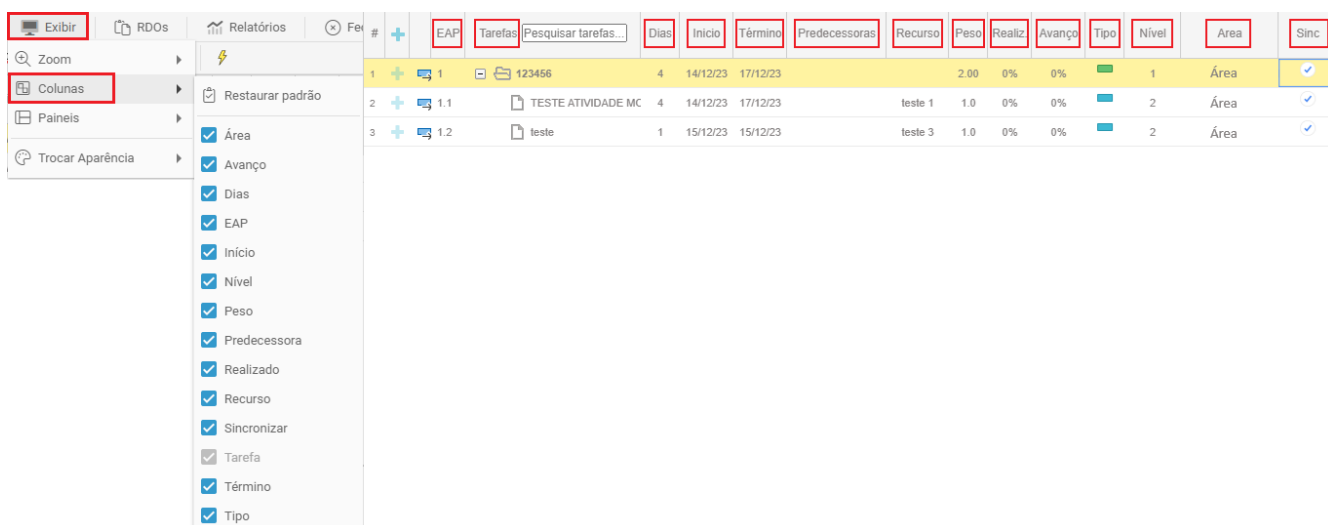 Exibir RDOs Relatórios Fe
Zoom
Colunas
Paineis
Trocar Aparência
Restaurar padrão
Área
Avanço
Dias
EAP
Início
Nível
Peso
Predecessora
Realizado
Recurso
Sincronizar
Tarefa
Término
Tipo
# EAP Tarefas Pesquisar tarefas... Dias Inicio Término Predecessoras Recurso Peso Realiz. Avanço Tipo Nível Area Sinc
1 1 123456 4 14/12/23 17/12/23 2.00 0% 0% 1 Área
2 1.1 TESTE ATIVIDADE MC 4 14/12/23 17/12/23 teste 1 1.0 0% 0% 2 Área
3 1.2 teste 1 15/12/23 15/12/23 teste 3 1.0 0% 0% 2 Área